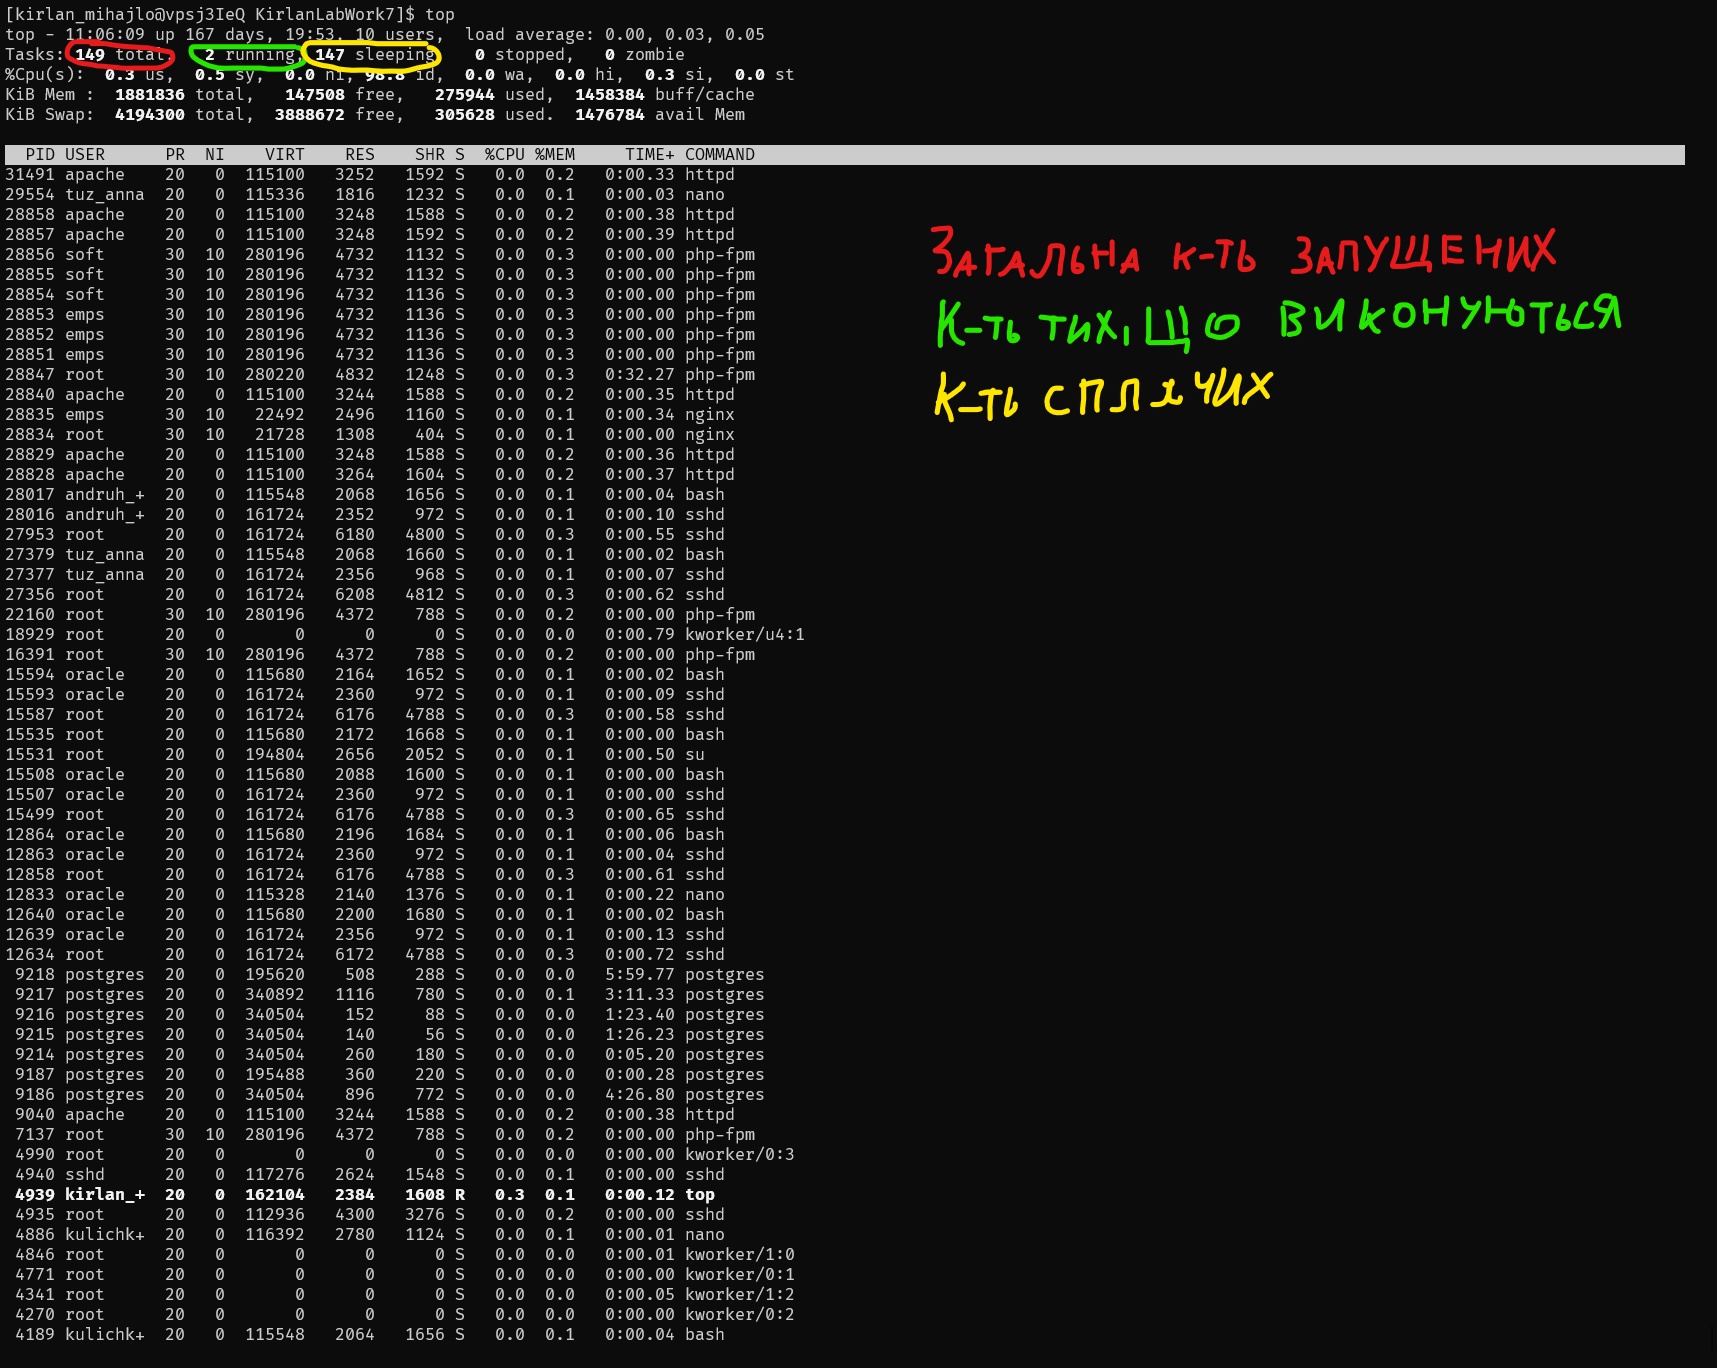 [kirlan_mihajlo@vpsj3IeQ KirlanLabWork7]$ top
top - 11:06:09 up 167 days, 19:53, 10 users,  load average: 0.00, 0.03, 0.05
Tasks: 149 total,   2 running, 147 sleeping,   0 stopped,   0 zombie
%Cpu(s):  0.3 us,  0.5 sy,  0.0 ni, 98.8 id,  0.0 wa,  0.0 hi,  0.3 si,  0.0 st
KiB Mem :  1881836 total,   147508 free,   275944 used,  1458384 buff/cache
KiB Swap:  4194300 total,  3888672 free,   305628 used.  1476784 avail Mem
PID USER      PR  NI    VIRT    RES    SHR S  %CPU %MEM     TIME+ COMMAND
31491 apache    20   0  115100   3252   1592 S   0.0  0.2   0:00.33 httpd
29554 tuz_anna  20   0  115336   1816   1232 S   0.0  0.1   0:00.03 nano
28858 apache    20   0  115100   3248   1588 S   0.0  0.2   0:00.38 httpd
28857 apache    20   0  115100   3248   1592 S   0.0  0.2   0:00.39 httpd
28856 soft      30  10  280196   4732   1132 S   0.0  0.3   0:00.00 php-fpm
28855 soft      30  10  280196   4732   1132 S   0.0  0.3   0:00.00 php-fpm
28854 soft      30  10  280196   4732   1136 S   0.0  0.3   0:00.00 php-fpm
28853 emps      30  10  280196   4732   1136 S   0.0  0.3   0:00.00 php-fpm
28852 emps      30  10  280196   4732   1136 S   0.0  0.3   0:00.00 php-fpm
28851 emps      30  10  280196   4732   1136 S   0.0  0.3   0:00.00 php-fpm
28847 root      30  10  280220   4832   1248 S   0.0  0.3   0:32.27 php-fpm
28840 apache    20   0  115100   3244   1588 S   0.0  0.2   0:00.35 httpd
28835 emps      30  10   22492   2496   1160 S   0.0  0.1   0:00.34 nginx
28834 root      30  10   21728   1308    404 S   0.0  0.1   0:00.00 nginx
28829 apache    20   0  115100   3248   1588 S   0.0  0.2   0:00.36 httpd
28828 apache    20   0  115100   3264   1604 S   0.0  0.2   0:00.37 httpd
28017 andruh_+  20   0  115548   2068   1656 S   0.0  0.1   0:00.04 bash
28016 andruh_+  20   0  161724   2352    972 S   0.0  0.1   0:00.10 sshd
27953 root      20   0  161724   6180   4800 S   0.0  0.3   0:00.55 sshd
27379 tuz_anna  20   0  115548   2068   1660 S   0.0  0.1   0:00.02 bash
27377 tuz_anna  20   0  161724   2356    968 S   0.0  0.1   0:00.07 sshd
27356 root      20   0  161724   6208   4812 S   0.0  0.3   0:00.62 sshd
22160 root      30  10  280196   4372    788 S   0.0  0.2   0:00.00 php-fpm
18929 root      20   0       0      0      0 S   0.0  0.0   0:00.79 kworker/u4:1
16391 root      30  10  280196   4372    788 S   0.0  0.2   0:00.00 php-fpm
15594 oracle    20   0  115680   2164   1652 S   0.0  0.1   0:00.02 bash
15593 oracle    20   0  161724   2360    972 S   0.0  0.1   0:00.09 sshd
15587 root      20   0  161724   6176   4788 S   0.0  0.3   0:00.58 sshd
15535 root      20   0  115680   2172   1668 S   0.0  0.1   0:00.00 bash
15531 root      20   0  194804   2656   2052 S   0.0  0.1   0:00.50 su
15508 oracle    20   0  115680   2088   1600 S   0.0  0.1   0:00.00 bash
15507 oracle    20   0  161724   2360    972 S   0.0  0.1   0:00.00 sshd
15499 root      20   0  161724   6176   4788 S   0.0  0.3   0:00.65 sshd
12864 oracle    20   0  115680   2196   1684 S   0.0  0.1   0:00.06 bash
12863 oracle    20   0  161724   2360    972 S   0.0  0.1   0:00.04 sshd
12858 root      20   0  161724   6176   4788 S   0.0  0.3   0:00.61 sshd
12833 oracle    20   0  115328   2140   1376 S   0.0  0.1   0:00.22 nano
12640 oracle    20   0  115680   2200   1680 S   0.0  0.1   0:00.02 bash
12639 oracle    20   0  161724   2356    972 S   0.0  0.1   0:00.13 sshd
12634 root      20   0  161724   6172   4788 S   0.0  0.3   0:00.72 sshd
9218 postgres  20   0  195620    508    288 S   0.0  0.0   5:59.77 postgres
9217 postgres  20   0  340892   1116    780 S   0.0  0.1   3:11.33 postgres
9216 postgres  20   0  340504    152     88 S   0.0  0.0   1:23.40 postgres
9215 postgres  20   0  340504    140     56 S   0.0  0.0   1:26.23 postgres
9214 postgres  20   0  340504    260    180 S   0.0  0.0   0:05.20 postgres
9187 postgres  20   0  195488    360    220 S   0.0  0.0   0:00.28 postgres
9186 postgres  20   0  340504    896    772 S   0.0  0.0   4:26.80 postgres
9040 apache    20   0  115100   3244   1588 S   0.0  0.2   0:00.38 httpd
7137 root      30  10  280196   4372    788 S   0.0  0.2   0:00.00 php-fpm
4990 root      20   0       0      0      0 S   0.0  0.0   0:00.00 kworker/0:3
4940 sshd      20   0  117276   2624   1548 S   0.0  0.1   0:00.00 sshd
4939 kirlan_+  20   0  162104   2384   1608 R   0.3  0.1   0:00.12 top
4935 root      20   0  112936   4300   3276 S   0.0  0.2   0:00.00 sshd
4886 kulichk+  20   0  116392   2780   1124 S   0.0  0.1   0:00.01 nano
4846 root      20   0       0      0      0 S   0.0  0.0   0:00.01 kworker/1:0
4771 root      20   0       0      0      0 S   0.0  0.0   0:00.00 kworker/0:1
4341 root      20   0       0      0      0 S   0.0  0.0   0:00.05 kworker/1:2
4270 root      20   0       0      0      0 S   0.0  0.0   0:00.00 kworker/0:2
4189 kulichk+  20   0  115548   2064   1656 S   0.0  0.1   0:00.04 bash
ЗАГАЛЬНА К-ТЬ ЗАПУЩЕНИХ
К-ТЬ ТИХ, ЩО ВИКОНУЮТЬСЯ
К-ТЬ СПЛЯЧИХ